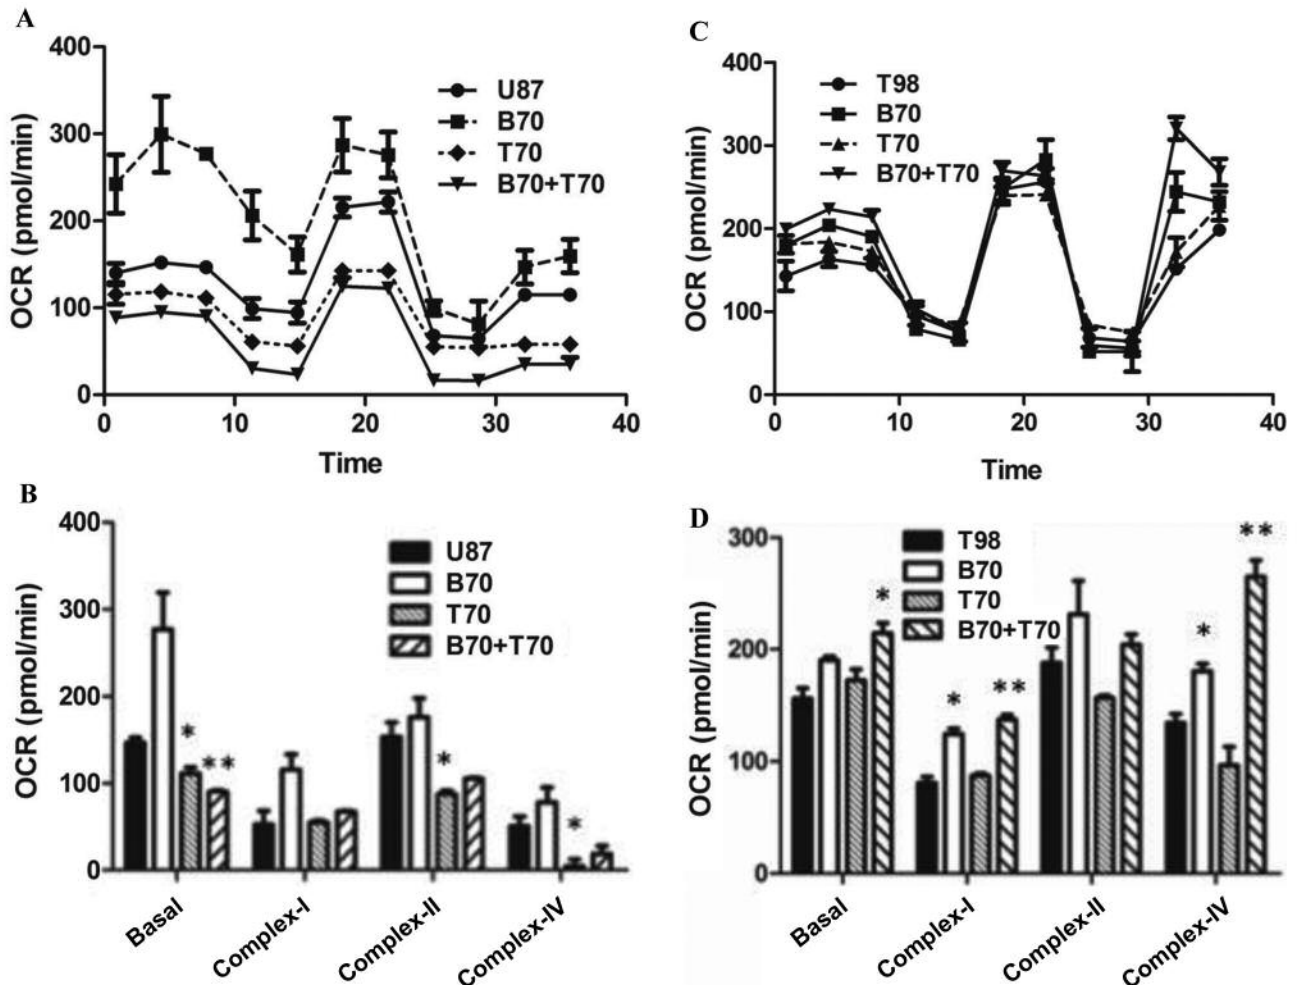 A
400
300
200
100
0
OCR (pmol/min)
U87
B70
T70
B70+T70
0 10 20 30 40
Time
C
400
300
200
100
0
OCR (pmol/min)
T98
B70
T70
B70+T70
0 10 20 30 40
Time
B
400
300
200
100
0
OCR (pmol/min)
U87
B70
T70
B70+T70
*
**
*
*
Basal Complex-I Complex-II Complex-IV
D
300
200
100
0
OCR (pmol/min)
T98
B70
T70
B70+T70
*
*
**
*
**
Basal Complex-I Complex-II Complex-IV